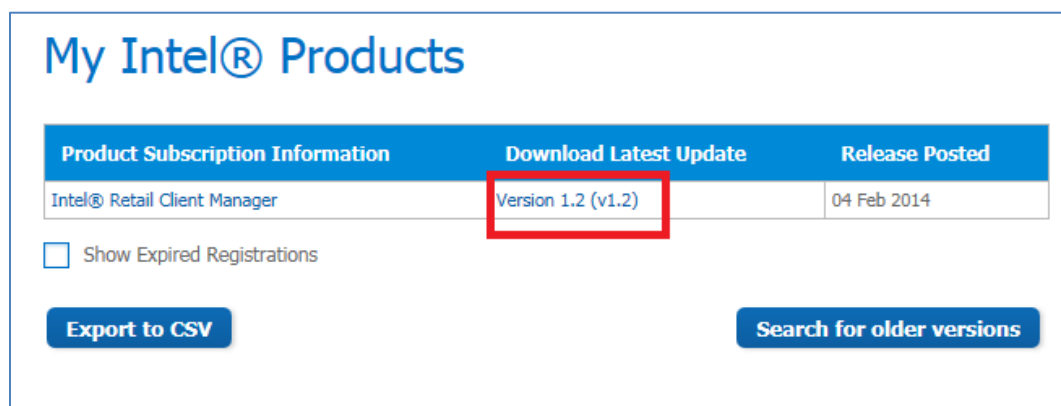 My Intel® Products
Product Subscription Information Download Latest Update Release Posted
Intel® Retail Client Manager Version 1.2 (v1.2) 04 Feb 2014
Show Expired Registrations
Export to CSV Search for older versions